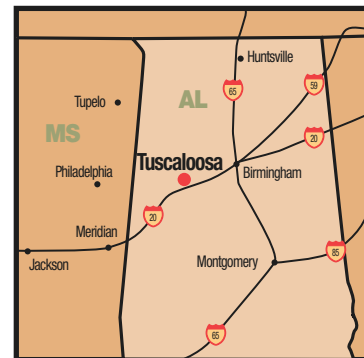 Huntsville
65
59
AL
Tupelo
MS
20
Tuscaloosa
Philadelphia
Birmingham
20
Meridian
Jackson
Montgomery
85
65